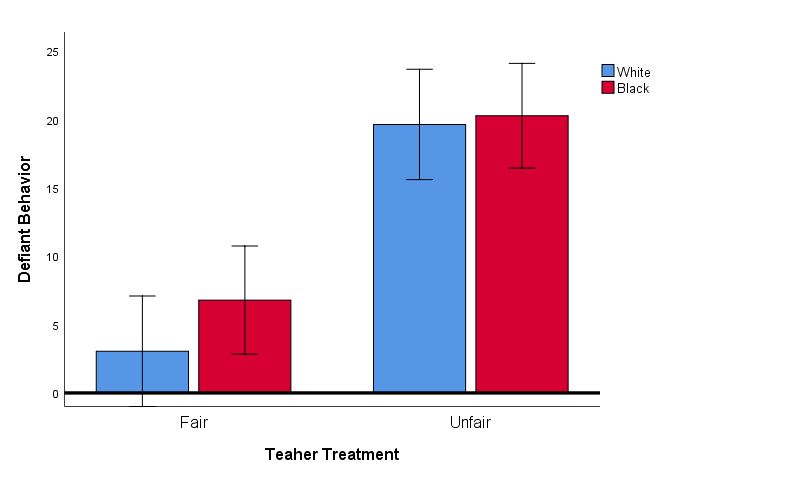 25
20
15
10
5
0
Defiant Behavior
Fair
Unfair
Teaher Treatment
White
Black